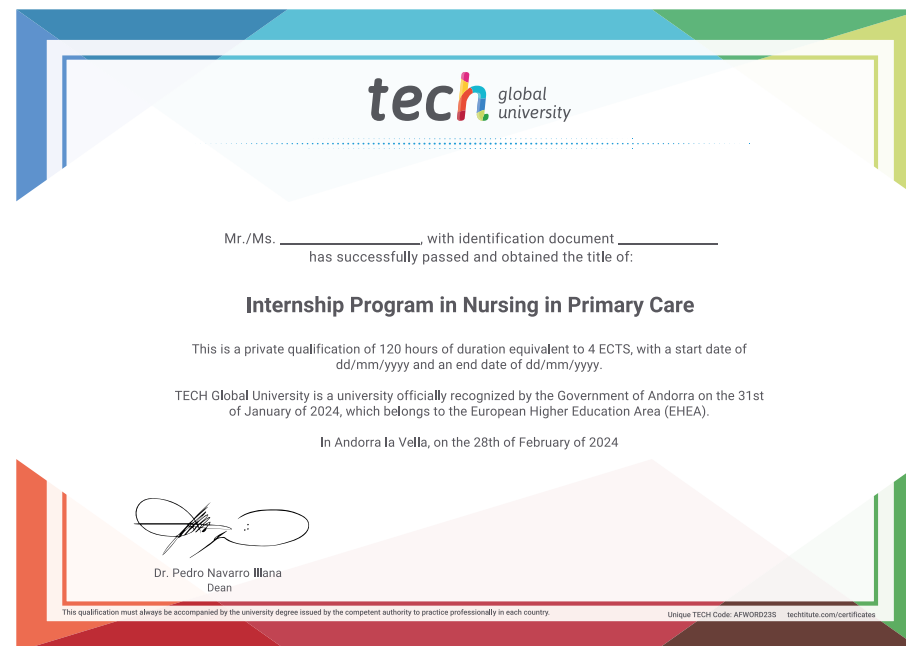 tech global
university
Mr./Ms. ____________________, with identification document ______________
has successfully passed and obtained the title of:
Internship Program in Nursing in Primary Care
This is a private qualification of 120 hours of duration equivalent to 4 ECTS, with a start date of
dd/mm/yyyy and an end date of dd/mm/yyyy.
TECH Global University is a university officially recognized by the Government of Andorra on the 31st
of January of 2024, which belongs to the European Higher Education Area (EHEA).
In Andorra la Vella, on the 28th of February of 2024
Dr. Pedro Navarro Illana
Dean
This qualification must always be accompanied by the university degree issued by the competent authority to practice professionally in each country.
Unique TECH Code: AFWORD23S techtitute.com/certificates